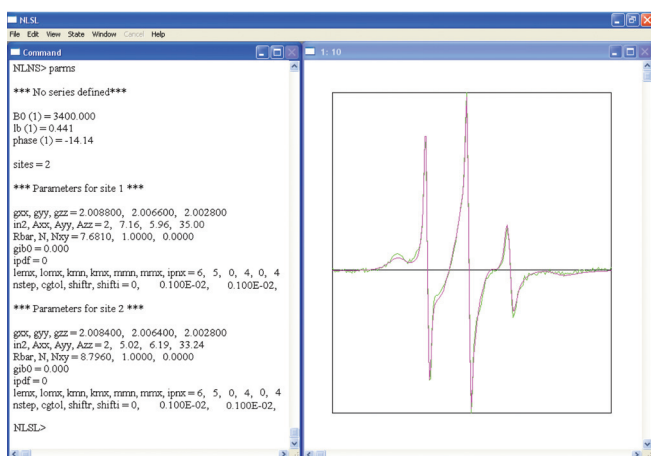 NLSL
File Edit View State Window Cancel Help
Command
1: 10
NLNS> parms
*** No series defined***
B0 (1) = 3400.000
lb (1) = 0.441
phase (1) = -14.14
sites = 2
*** Parameters for site 1 ***
gxx, gyy, gzz = 2.008800, 2.006600, 2.002800
in2, Axx, Ayy, Azz = 2, 7.16, 5.96, 35.00
Rbar, N, Nxy = 7.6810, 1.0000, 0.0000
gib0 = 0.000
ipdf = 0
lemx, lomx, kmn, kmx, mmn, mmx, ipnx = 6, 5, 0, 4, 0, 4
nstep, cgtol, shiftr, shifti = 0, 0.100E-02, 0.100E-02,
*** Parameters for site 2 ***
gxx, gyy, gzz = 2.008400, 2.006400, 2.002800
in2, Axx, Ayy, Azz = 2, 5.02, 6.19, 33.24
Rbar, N, Nxy = 8.7960, 1.0000, 0.0000
gib0 = 0.000
ipdf = 0
lemx, lomx, kmn, kmx, mmn, mmx, ipnx = 6, 5, 0, 4, 0, 4
nstep, cgtol, shiftr, shifti = 0, 0.100E-02, 0.100E-02,
NLSL>